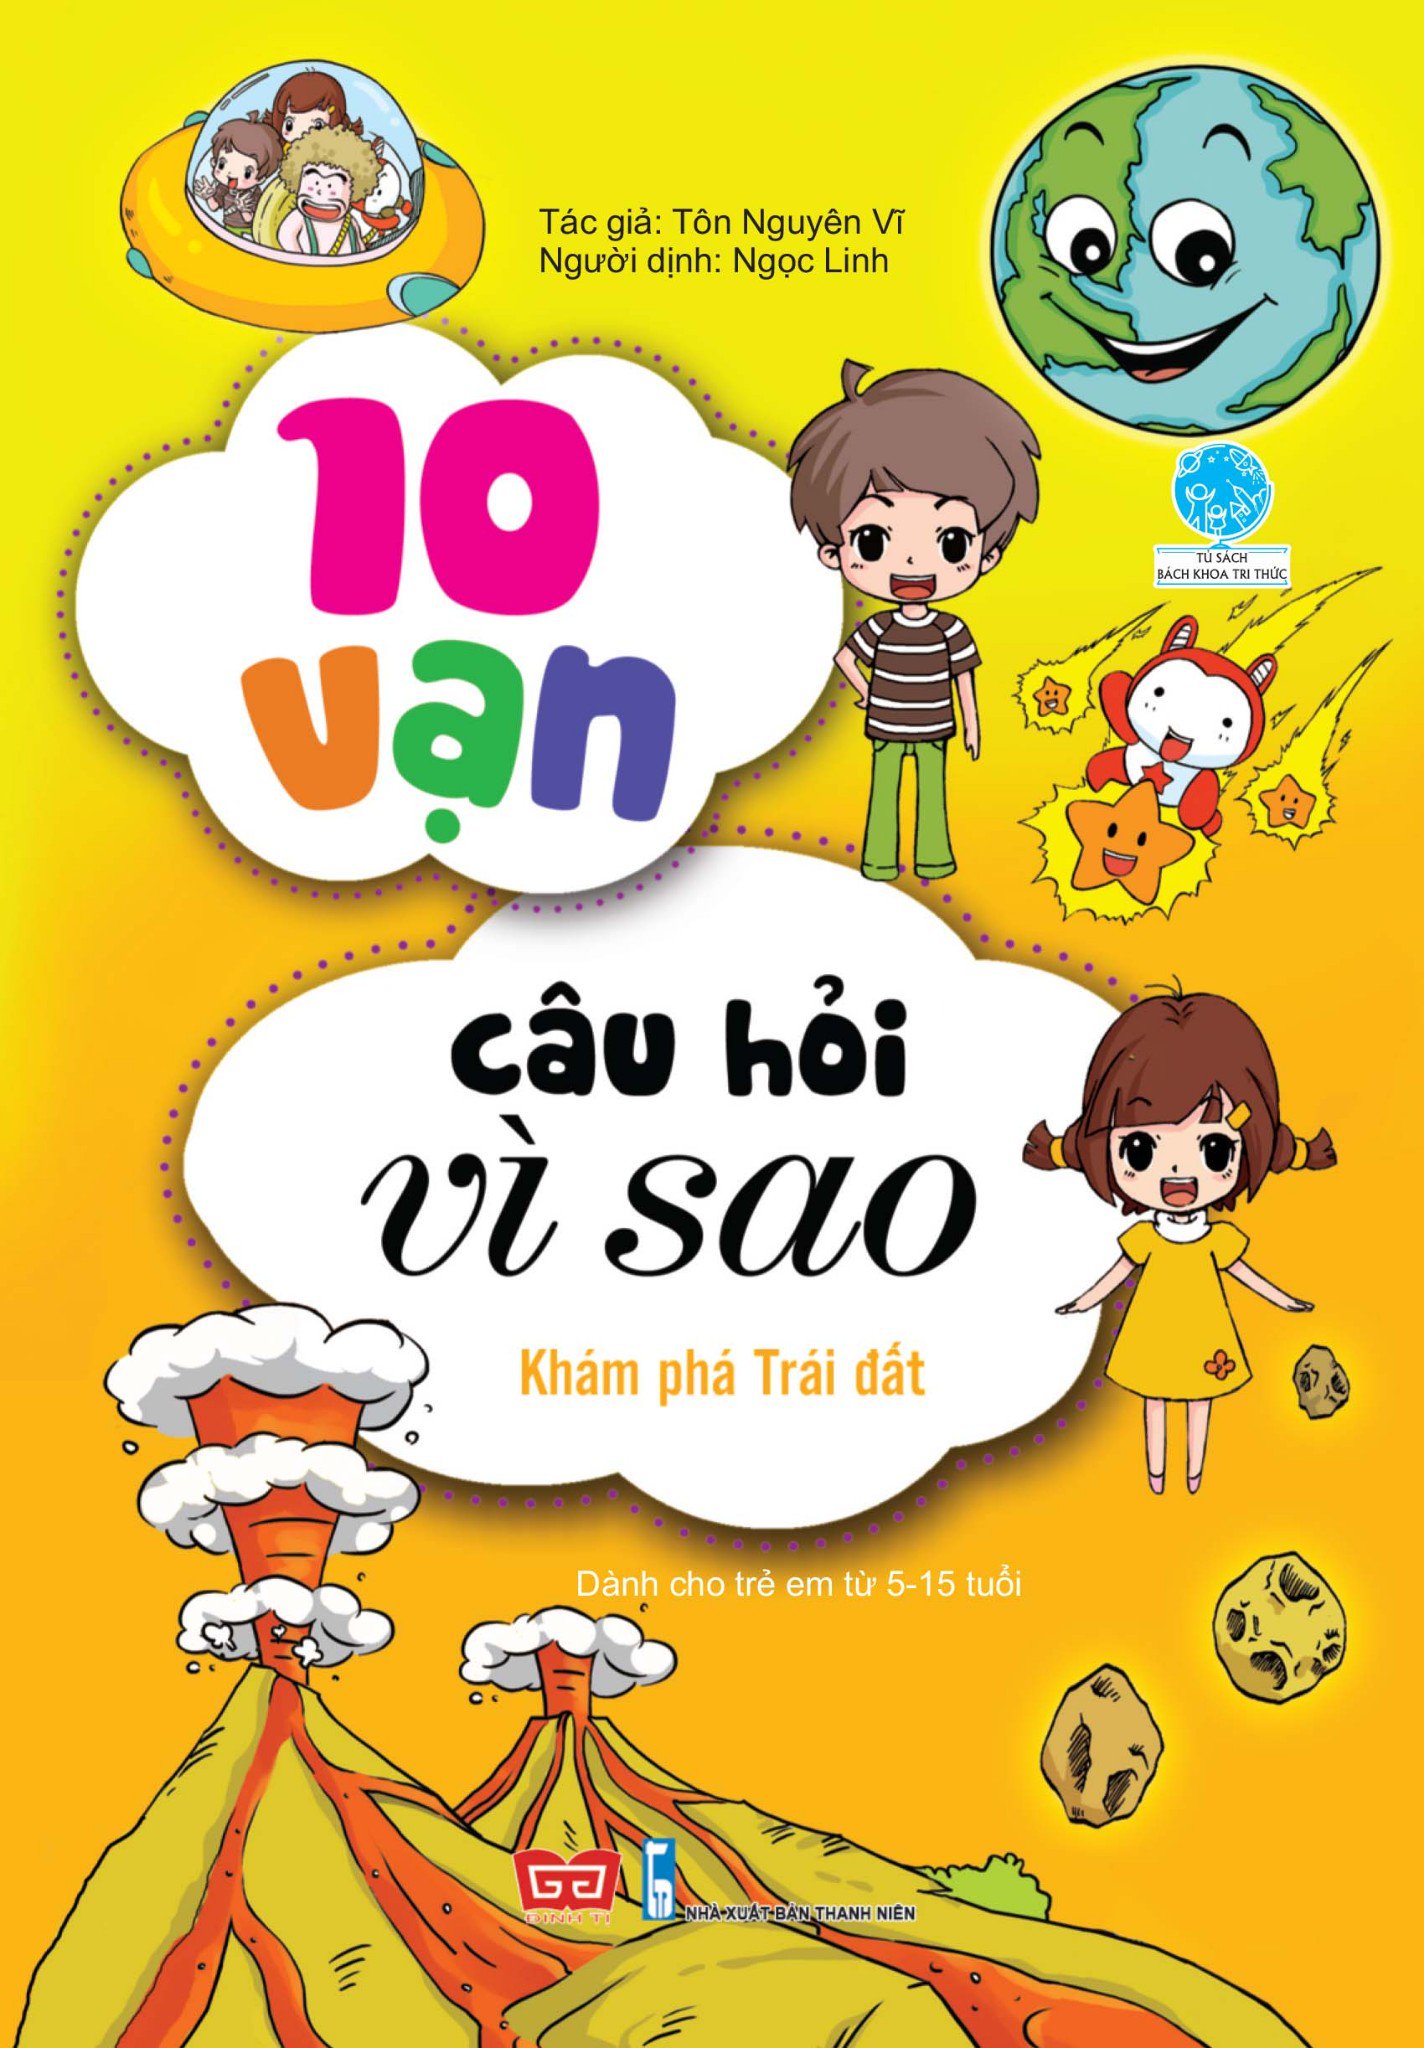 Tác giả: Tôn Nguyên Vĩ
Người dịnh: Ngọc Linh
10
vạn
TỦ SÁCH
BÁCH KHOA TRI THỨC
câu hỏi
vì sao
Khám phá Trái đất
Dành cho trẻ em từ 5-15 tuổi
ĐINH TỊ
NHÀ XUẤT BẢN THANH NIÊN